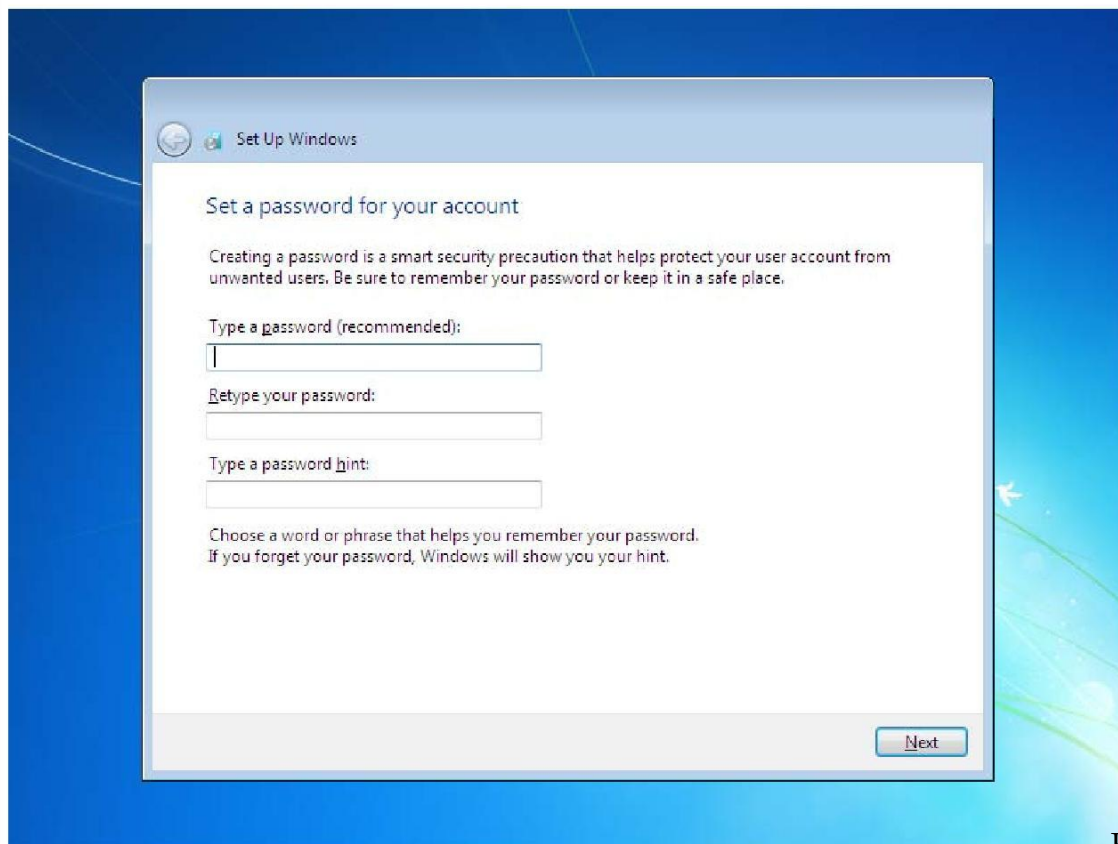 Set Up Windows
Set a password for your account
Creating a password is a smart security precaution that helps protect your user account from
unwanted users. Be sure to remember your password or keep it in a safe place.
Type a password (recommended):
Retype your password:
Type a password hint:
Choose a word or phrase that helps you remember your password.
If you forget your password, Windows will show you your hint.
Next